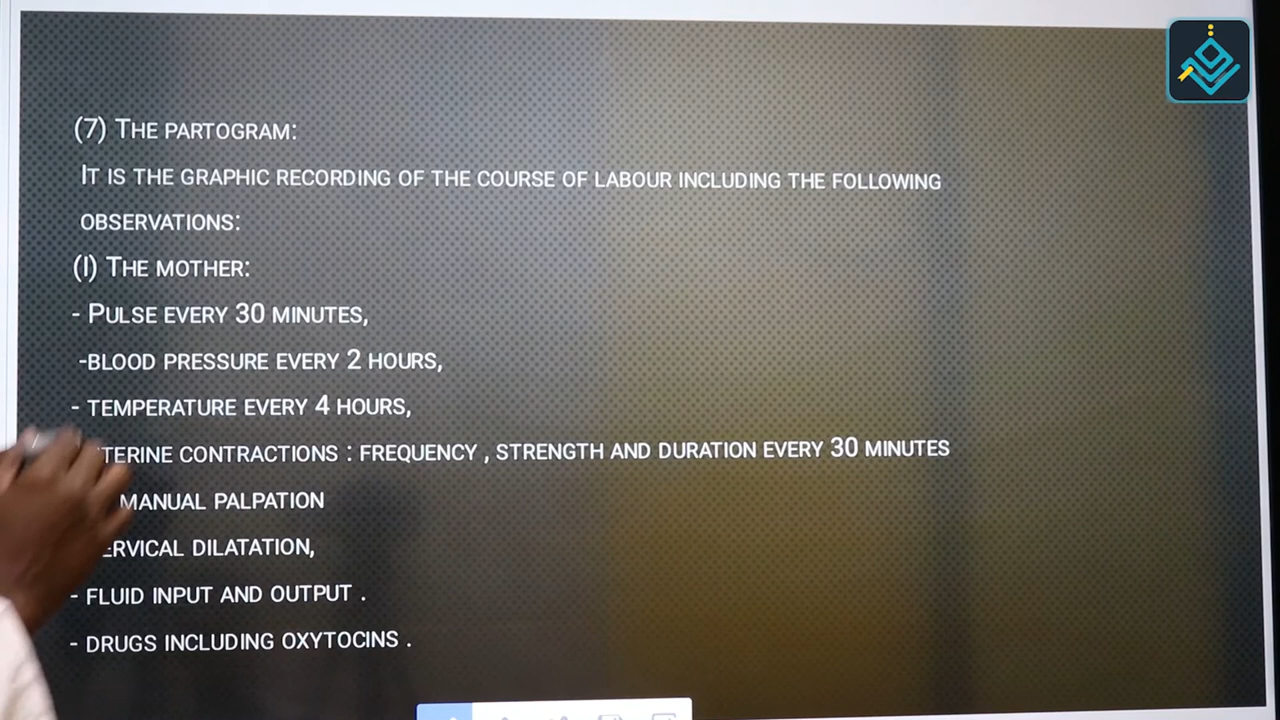 (7) The partogram:
It is the graphic recording of the course of labour including the following
observations:
(I) The mother:
- Pulse every 30 minutes,
-blood pressure every 2 hours,
- temperature every 4 hours,
contractions : frequency , strength and duration every 30 minutes
manual palpation
dilatation,
- fluid input and output .
- drugs including oxytocins .